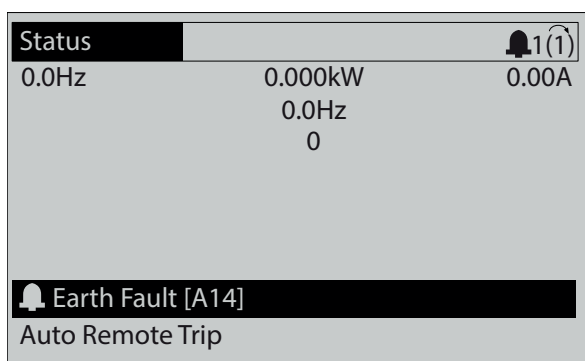 Status 1(1)
0.0Hz 0.000kW 0.00A
0.0Hz
0
Earth Fault [A14]
Auto Remote Trip